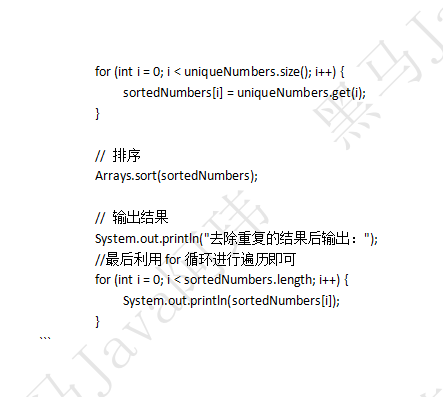 for (int i = 0; i < uniqueNumbers.size(); i++) {
sortedNumbers[i] = uniqueNumbers.get(i);
}
// 排序
Arrays.sort(sortedNumbers);
// 输出结果
System.out.println("去除重复的结果后输出：");
//最后利用 for 循环进行遍历即可
for (int i = 0; i < sortedNumbers.length; i++) {
System.out.println(sortedNumbers[i]);
}
```
黑马Ja
马Java阿玮